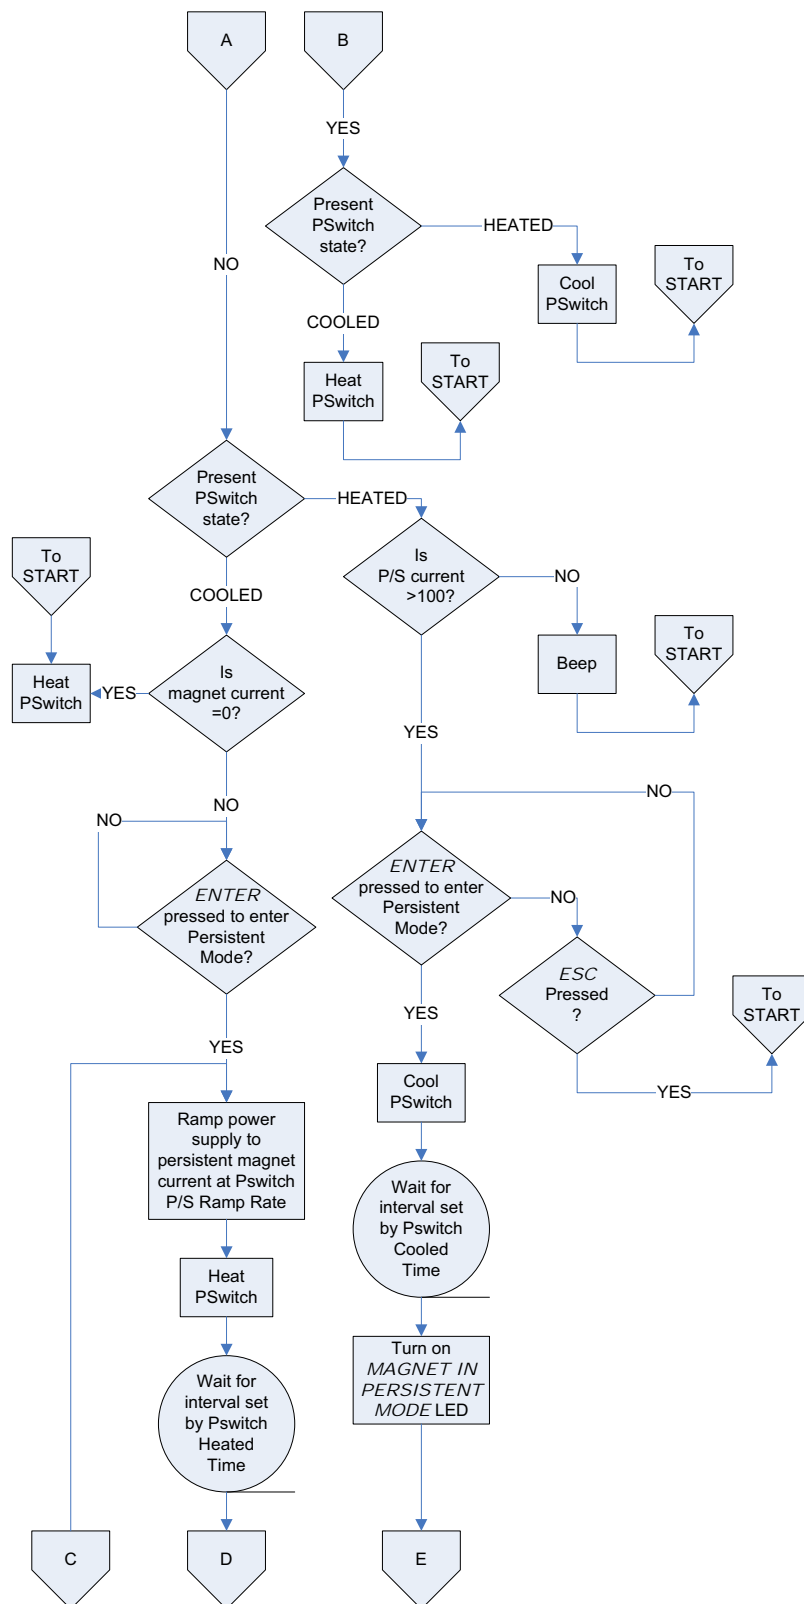 A
B
YES
Present
PSwitch
state?
HEATED
NO
Cool
PSwitch
To
START
COOLED
Heat
PSwitch
To
START
Present
PSwitch
state?
HEATED
Is
P/S current
>100?
NO
To
START
COOLED
Beep
To
START
Heat
PSwitch
YES
Is
magnet current
=0?
YES
NO
NO
NO
ENTER
pressed to enter
Persistent
Mode?
ENTER
pressed to enter
Persistent
Mode?
NO
ESC
Pressed
?
To
START
YES
YES
YES
Cool
PSwitch
Ramp power
supply to
persistent magnet
current at Pswitch
P/S Ramp Rate
Wait for
interval set
by Pswitch
Cooled
Time
Heat
PSwitch
Turn on
MAGNET IN
PERSISTENT
MODE LED
Wait for
interval set
by Pswitch
Heated
Time
C
D
E